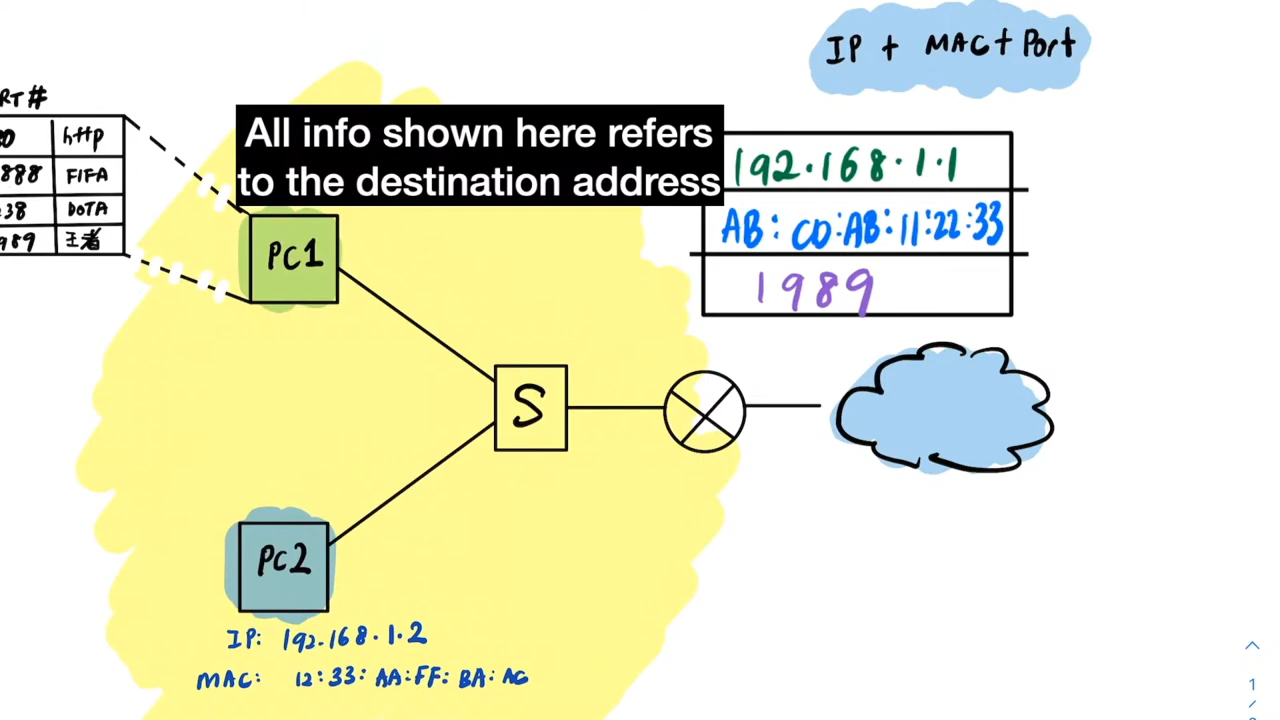 IP + MAC + Port
RT #
http
888 FIFA
38 DOTA
989 王者
All info shown here refers
to the destination address
192.168.1.1
AB:CD:AB:11:22:33
1989
PC1
S
PC2
IP: 192.168.1.2
MAC: 12:33:AA:FF:BA:AG
1
/